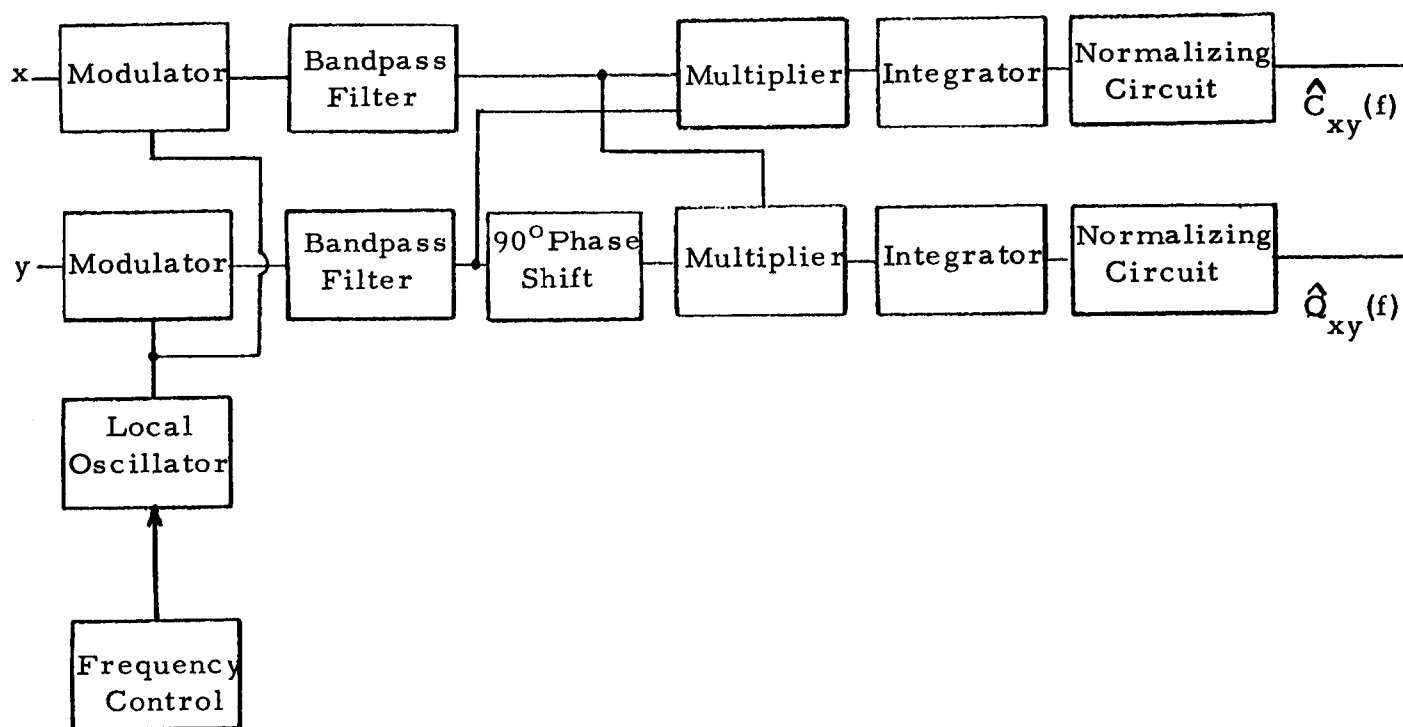 x
Modulator
Bandpass
Filter
Multiplier
Integrator
Normalizing
Circuit
Ĉxy(f)
y
Modulator
Bandpass
Filter
90° Phase
Shift
Multiplier
Integrator
Normalizing
Circuit
Q̂xy(f)
Local
Oscillator
Frequency
Control